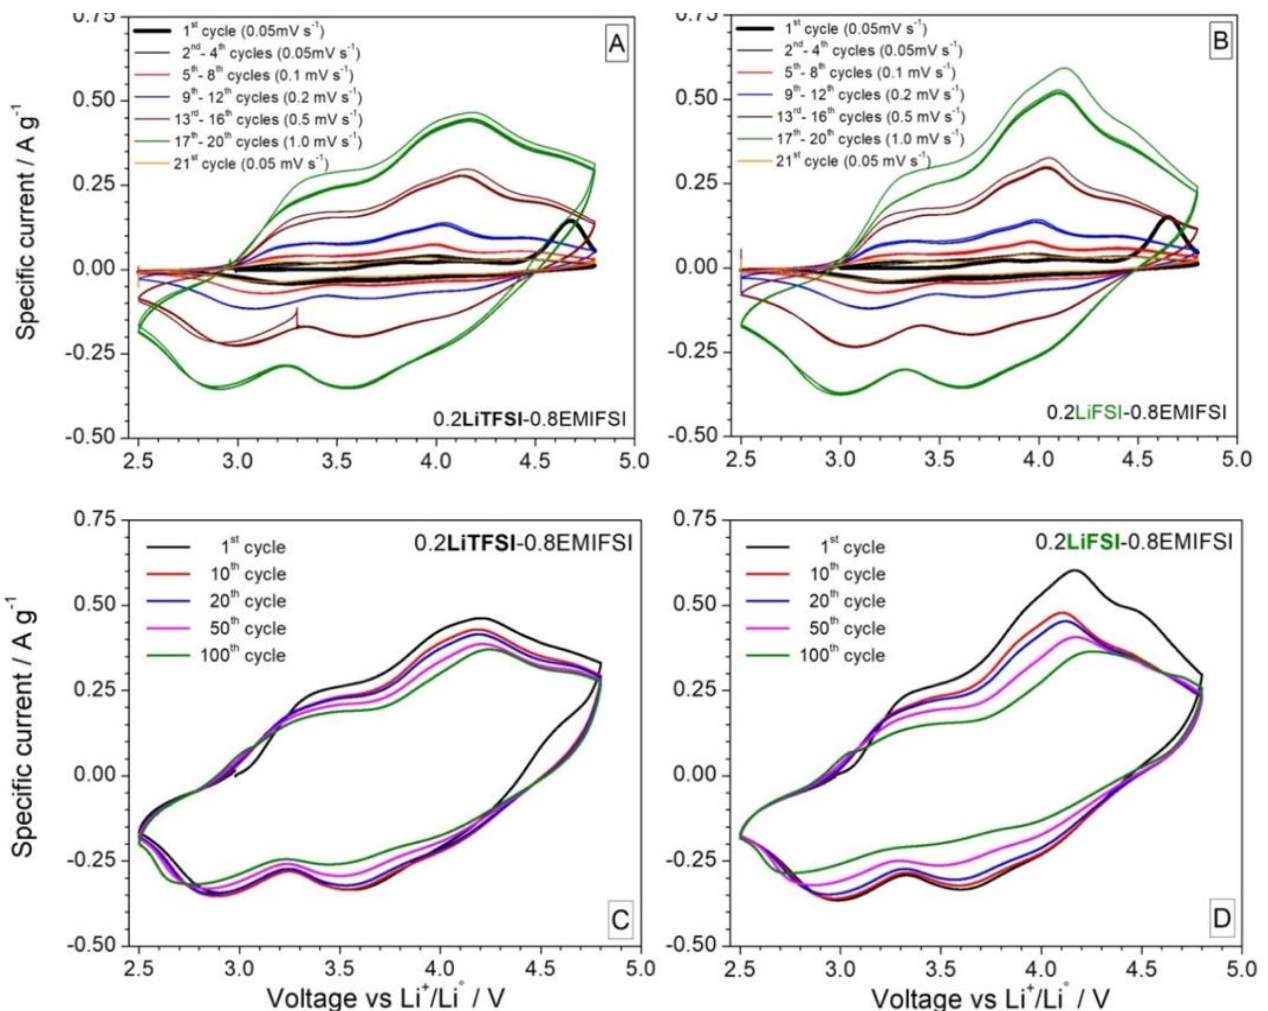 0.75
1st cycle (0.05mV s-1)
2nd- 4th cycles (0.05mV s-1)
5th- 8th cycles (0.1 mV s-1)
9th- 12th cycles (0.2 mV s-1)
13rd- 16th cycles (0.5 mV s-1)
17th- 20th cycles (1.0 mV s-1)
21st cycle (0.05 mV s-1)
A
0.50
0.25
0.00
-0.25
-0.50
Specific current / A g-1
0.2LiTFSI-0.8EMIFSI
2.5 3.0 3.5 4.0 4.5 5.0
0.75
1st cycle (0.05mV s-1)
2nd- 4th cycles (0.05mV s-1)
5th- 8th cycles (0.1 mV s-1)
9th- 12th cycles (0.2 mV s-1)
13rd- 16th cycles (0.5 mV s-1)
17th- 20th cycles (1.0 mV s-1)
21st cycle (0.05 mV s-1)
B
0.50
0.25
0.00
-0.25
-0.50
0.2LiFSI-0.8EMIFSI
2.5 3.0 3.5 4.0 4.5 5.0
0.75
1st cycle
10th cycle
20th cycle
50th cycle
100th cycle
0.2LiTFSI-0.8EMIFSI
0.50
0.25
0.00
-0.25
-0.50
Specific current / A g-1
C
2.5 3.0 3.5 4.0 4.5 5.0
Voltage vs Li+/Li° / V
0.75
1st cycle
10th cycle
20th cycle
50th cycle
100th cycle
0.2LiFSI-0.8EMIFSI
0.50
0.25
0.00
-0.25
-0.50
D
2.5 3.0 3.5 4.0 4.5 5.0
Voltage vs Li+/Li° / V